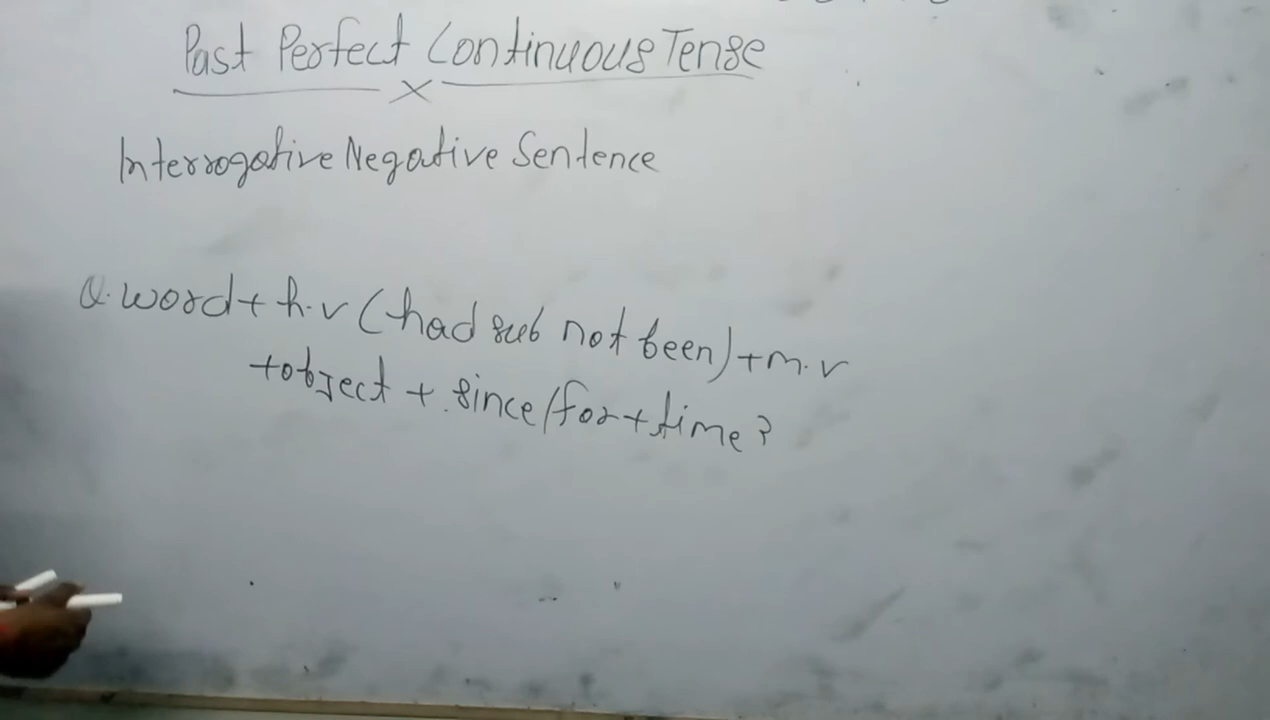 Past Perfect Continuous Tense
Interrogative Negative Sentence
Q.word+h.v (had sub not been)+m.v
+object + since/for+time?